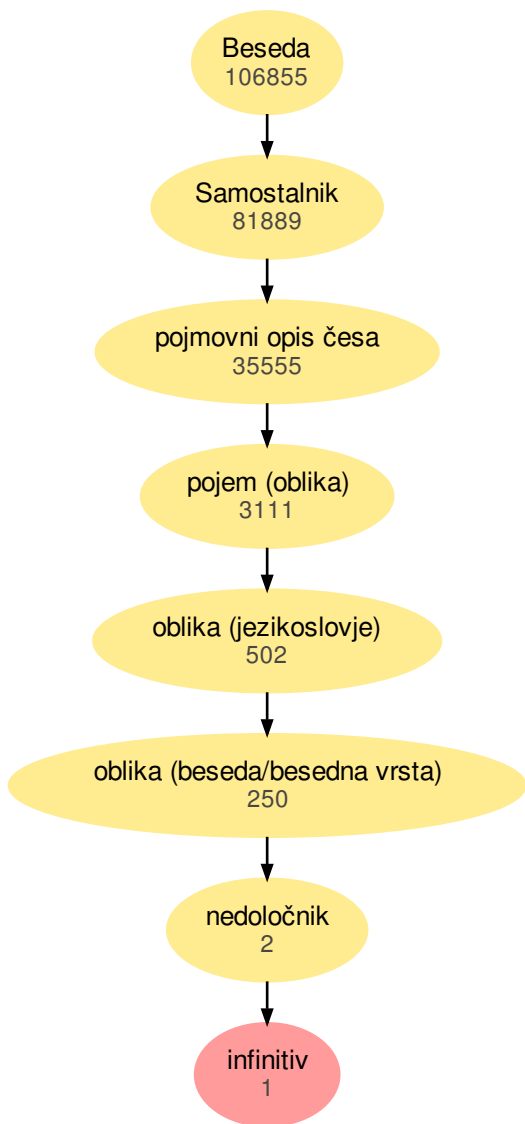 Beseda
106855
Samostalnik
81889
pojmovni opis česa
35555
pojem (oblika)
3111
oblika (jezikoslovje)
502
oblika (beseda/besedna vrsta)
250
nedoločnik
2
infinitiv
1